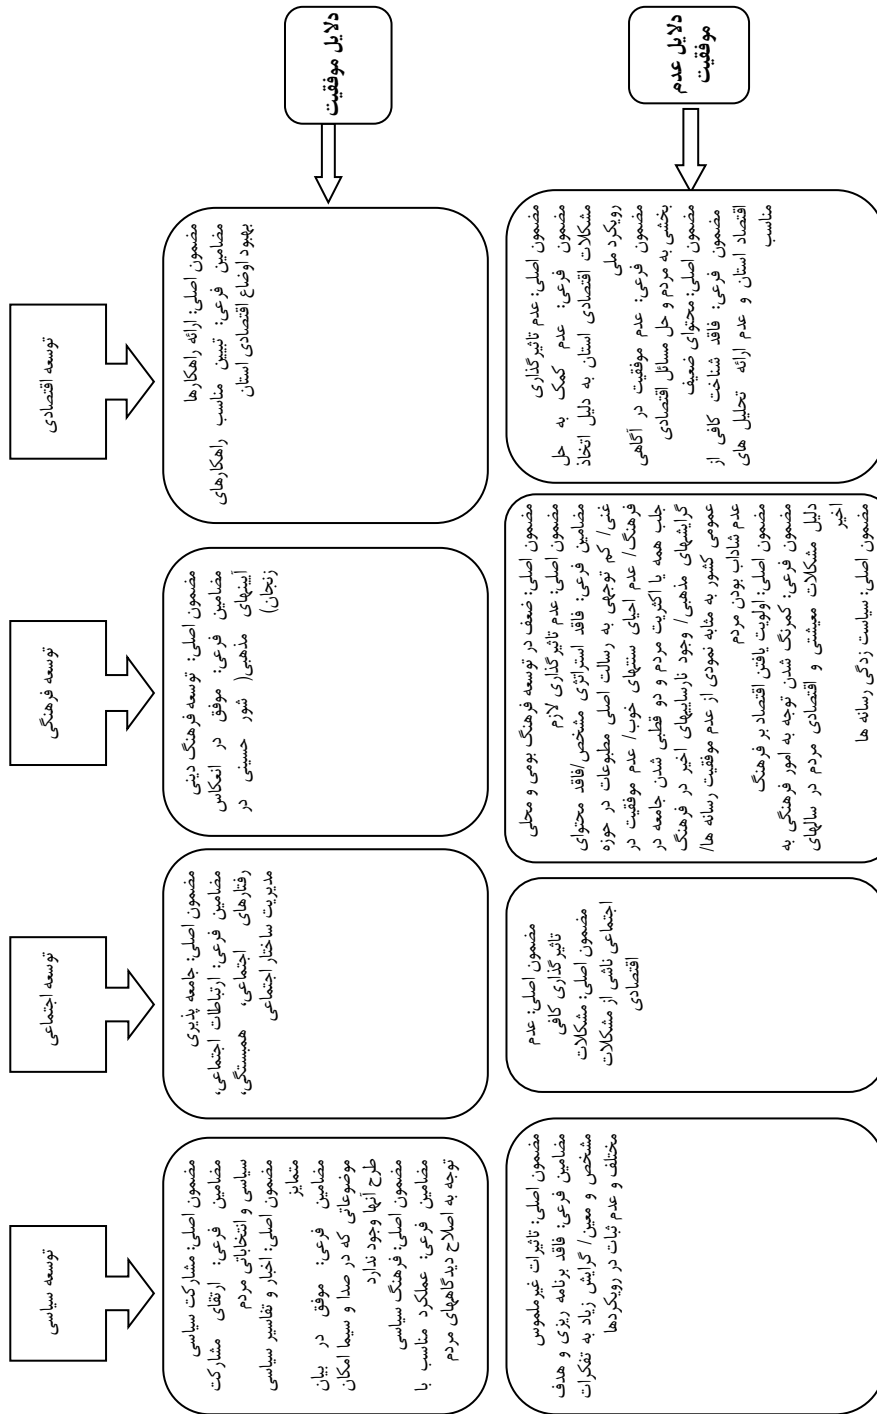 دلایل موفقیت
دلایل عدم
موفقیت
توسعه اقتصادی
مضمون اصلی: ارائه راهکارها
مضامین فرعی: تبیین مناسب راهکارهای
بهبود اوضاع اقتصادی استان
مضمون اصلی: عدم تاثیرگذاری
مضمون فرعی: عدم کمک به حل
مشکلات اقتصادی استان به دلیل اتخاذ
رویکرد ملی
مضمون فرعی: عدم موفقیت در آگاهی
بخشی به مردم و حل مسائل اقتصادی
مضمون اصلی: محتوای ضعیف
مضمون فرعی: فاقد شناخت کافی از
اقتصاد استان و عدم ارائه تحلیل های
مناسب
توسعه فرهنگی
مضمون اصلی: توسعه فرهنگ دینی
مضامین فرعی: موفق در انعکاس
آیینهای مذهبی( شور حسینی در
زنجان)
مضمون اصلی: ضعف در توسعه فرهنگ بومی و محلی
مضمون اصلی: عدم تاثیرگذاری لازم
مضامین فرعی: فاقد استراتژی مشخص/فاقد محتوای
غنی/ کم توجهی به رسالت اصلی مطبوعات در حوزه
فرهنگ/ عدم احیای سنتهای خوب/ عدم موفقیت در
جلب همه یا اکثریت مردم و دو قطبی شدن جامعه در
گرایشهای مذهبی/ وجود نارساییهای اخیر در فرهنگ
عمومی کشور به مثابه نمودی از عدم موفقیت رسانه ها/
عدم شاداب بودن مردم
مضمون اصلی: اولویت یافتن اقتصاد بر فرهنگ
مضمون فرعی: کمرنگ شدن توجه به امور فرهنگی به
دلیل مشکلات معیشتی و اقتصادی مردم در سالهای
اخیر
مضمون اصلی: سیاست زدگی رسانه ها
توسعه اجتماعی
مضمون اصلی: جامعه پذیری
مضامین فرعی: ارتباطات اجتماعی،
رفتارهای اجتماعی، همبستگی،
مدیریت ساختار اجتماعی
مضمون اصلی: عدم
تاثیرگذاری کافی
مضمون اصلی: مشکلات
اجتماعی ناشی از مشکلات
اقتصادی
توسعه سیاسی
مضمون اصلی: مشارکت سیاسی
مضامین فرعی: ارتقای مشارکت
سیاسی و انتخاباتی مردم
مضمون اصلی: اخبار و تفاسیر سیاسی
متمایز
مضامین فرعی: موفق در بیان
موضوعاتی که در صدا و سیما امکان
طرح آنها وجود ندارد
مضمون اصلی: فرهنگ سیاسی
مضامین فرعی: عملکرد مناسب با
توجه به اصلاح دیدگاههای مردم
مضمون اصلی: تاثیرات غیرملموس
مضامین فرعی: فاقد برنامه ریزی و هدف
مشخص و معین/ گرایش زیاد به تفکرات
مختلف و عدم ثبات در رویکردها